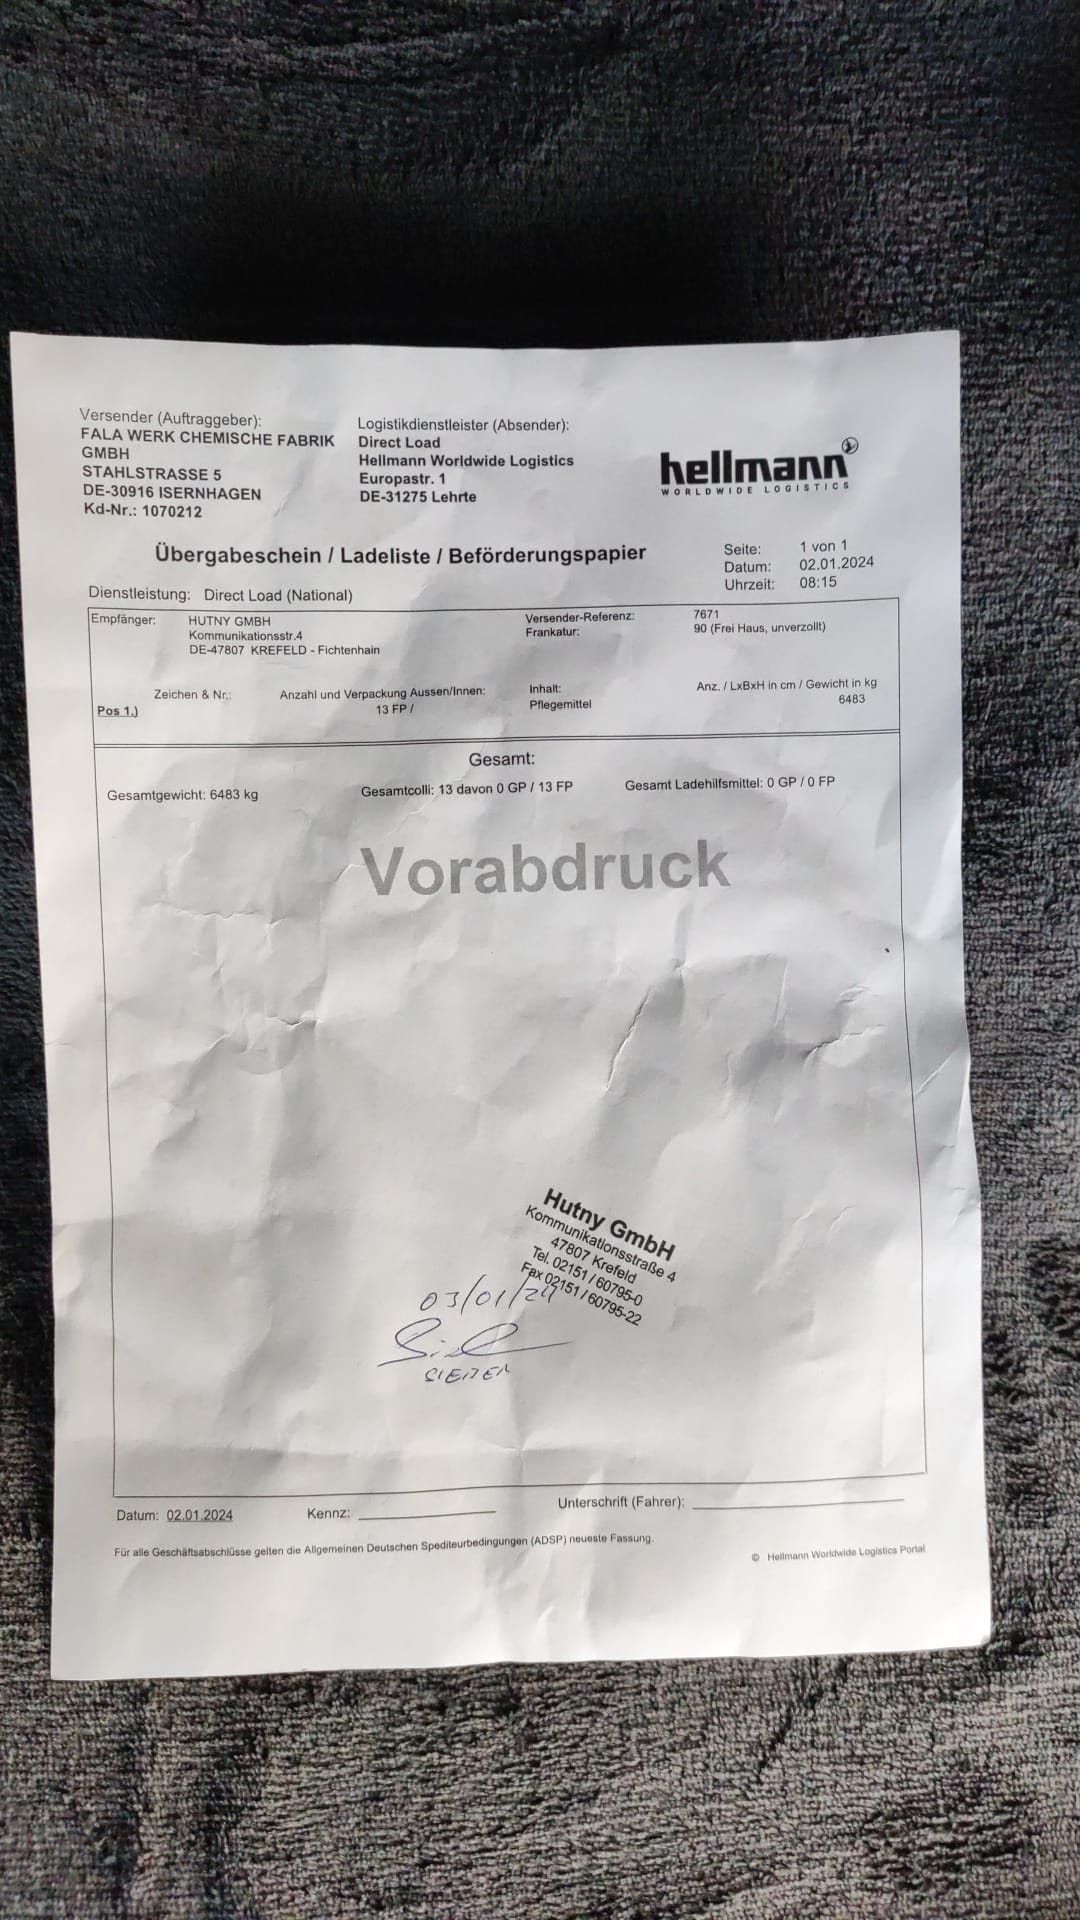 Versender (Auftraggeber):
FALA WERK CHEMISCHE FABRIK
GMBH
STAHLSTRASSE 5
DE-30916 ISERNHAGEN
Kd-Nr.: 1070212
Logistikdienstleister (Absender):
Direct Load
Hellmann Worldwide Logistics
Europastr. 1
DE-31275 Lehrte
hellmann
WORLDWIDE LOGISTICS
Übergabeschein / Ladeliste / Beförderungspapier
Seite: 1 von 1
Datum: 02.01.2024
Uhrzeit: 08:15
Dienstleistung: Direct Load (National)
Empfänger: HUTNY GMBH
Kommunikationsstr.4
DE-47807 KREFELD - Fichtenhain
Versender-Referenz: 7671
Frankatur: 90 (Frei Haus, unverzollt)
Zeichen & Nr.: Anzahl und Verpackung Aussen/Innen: Inhalt: Anz. / LxBxH in cm / Gewicht in kg
Pos 1.) 13 FP / Pflegemittel 6483
Gesamt:
Gesamtgewicht: 6483 kg Gesamtcolli: 13 davon 0 GP / 13 FP Gesamt Ladehilfsmittel: 0 GP / 0 FP
Vorabdruck
Hutny GmbH
Kommunikationsstraße 4
47807 Krefeld
Tel. 02151 / 60795-0
Fax 02151 / 60795-22
03/01/24
Datum: 02.01.2024 Kennz: Unterschrift (Fahrer):
Für alle Geschäftsabschlüsse gelten die Allgemeinen Deutschen Spediteurbedingungen (ADSP) neueste Fassung.
© Hellmann Worldwide Logistics Portal